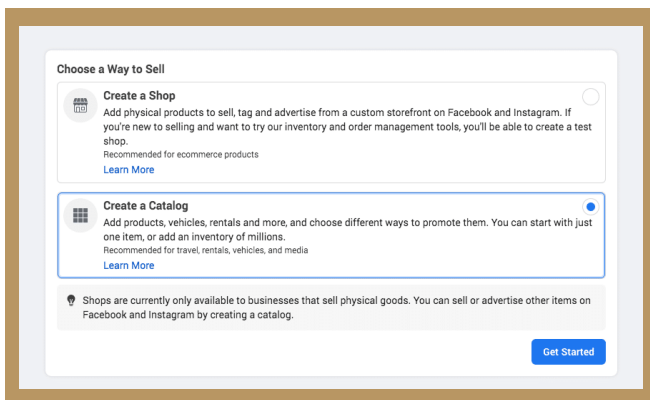 Choose a Way to Sell
Create a Shop
Add physical products to sell, tag and advertise from a custom storefront on Facebook and Instagram. If
you're new to selling and want to try our inventory and order management tools, you'll be able to create a test
shop.
Recommended for ecommerce products
Learn More
Create a Catalog
Add products, vehicles, rentals and more, and choose different ways to promote them. You can start with just
one item, or add an inventory of millions.
Recommended for travel, rentals, vehicles, and media
Learn More
Shops are currently only available to businesses that sell physical goods. You can sell or advertise other items on
Facebook and Instagram by creating a catalog.
Get Started